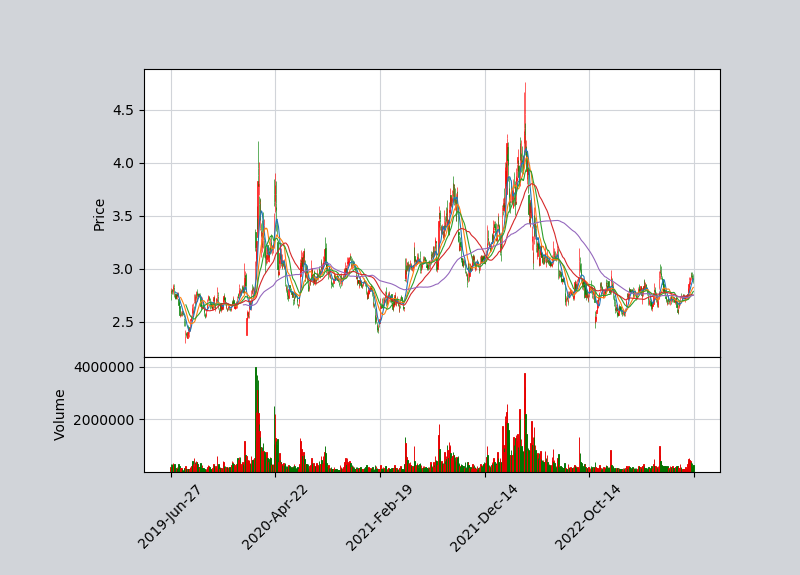 4.5
4.0
3.5
3.0
2.5
Price
4000000
2000000
Volume
2019-Jun-27
2020-Apr-22
2021-Feb-19
2021-Dec-14
2022-Oct-14